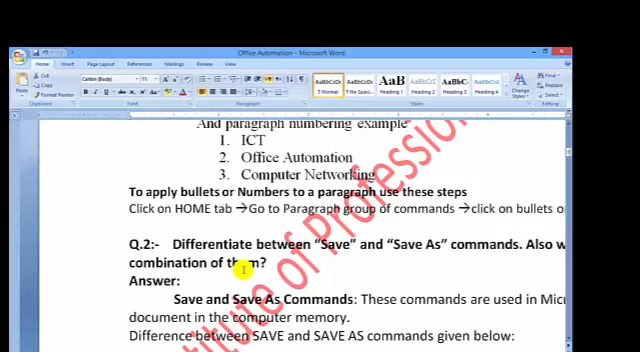 Office Automation - Microsoft Word
Home Insert Page Layout References Mailings Review View
Paste
Cut
Copy
Format Painter
Clipboard
Calibri (Body) 11
Font
Paragraph
AaBbCcDc AaBbCcDc AaB AaBbCcD AaBbC AaBbCcD
¶ Normal ¶ No Spaci... Heading 1 Heading 2 Heading 3 Heading 4
Change Styles
Styles
Find
Replace
Select
Editing
And paragraph numbering example
1. ICT
2. Office Automation
3. Computer Networking
To apply bullets or Numbers to a paragraph use these steps
Click on HOME tab →Go to Paragraph group of commands →click on bullets o
Q.2:- Differentiate between “Save” and “Save As” commands. Also w
combination of them?
Answer:
Save and Save As Commands: These commands are used in Micr
document in the computer memory.
Difference between SAVE and SAVE AS commands given below:
titute of Profession